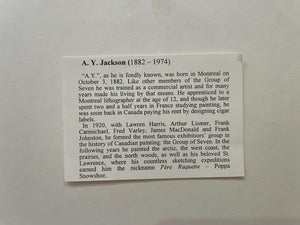 A. Y. Jackson (1882 – 1974)
"A.Y.", as he is fondly known, was born in Montreal on
October 3, 1882. Like other members of the Group of
Seven he was trained as a commercial artist and for many
years made his living by that means. He apprenticed to a
Montreal lithographer at the age of 12, and though he later
spent two and a half years in France studying painting, he
was soon back in Canada paying his rent by designing cigar
labels.
In 1920, with Lawren Harris, Arthur Lismer, Frank
Carmichael, Fred Varley, James MacDonald and Frank
Johnston, he formed the most famous exhibitors' group in
the history of Canadian painting: the Group of Seven. In the
following years he painted the arctic, the west coast, the
prairies, and the north woods, as well as his beloved St.
Lawrence, where his countless sketching expeditions
earned him the nickname Père Raquette – Poppa
Snowshoe.